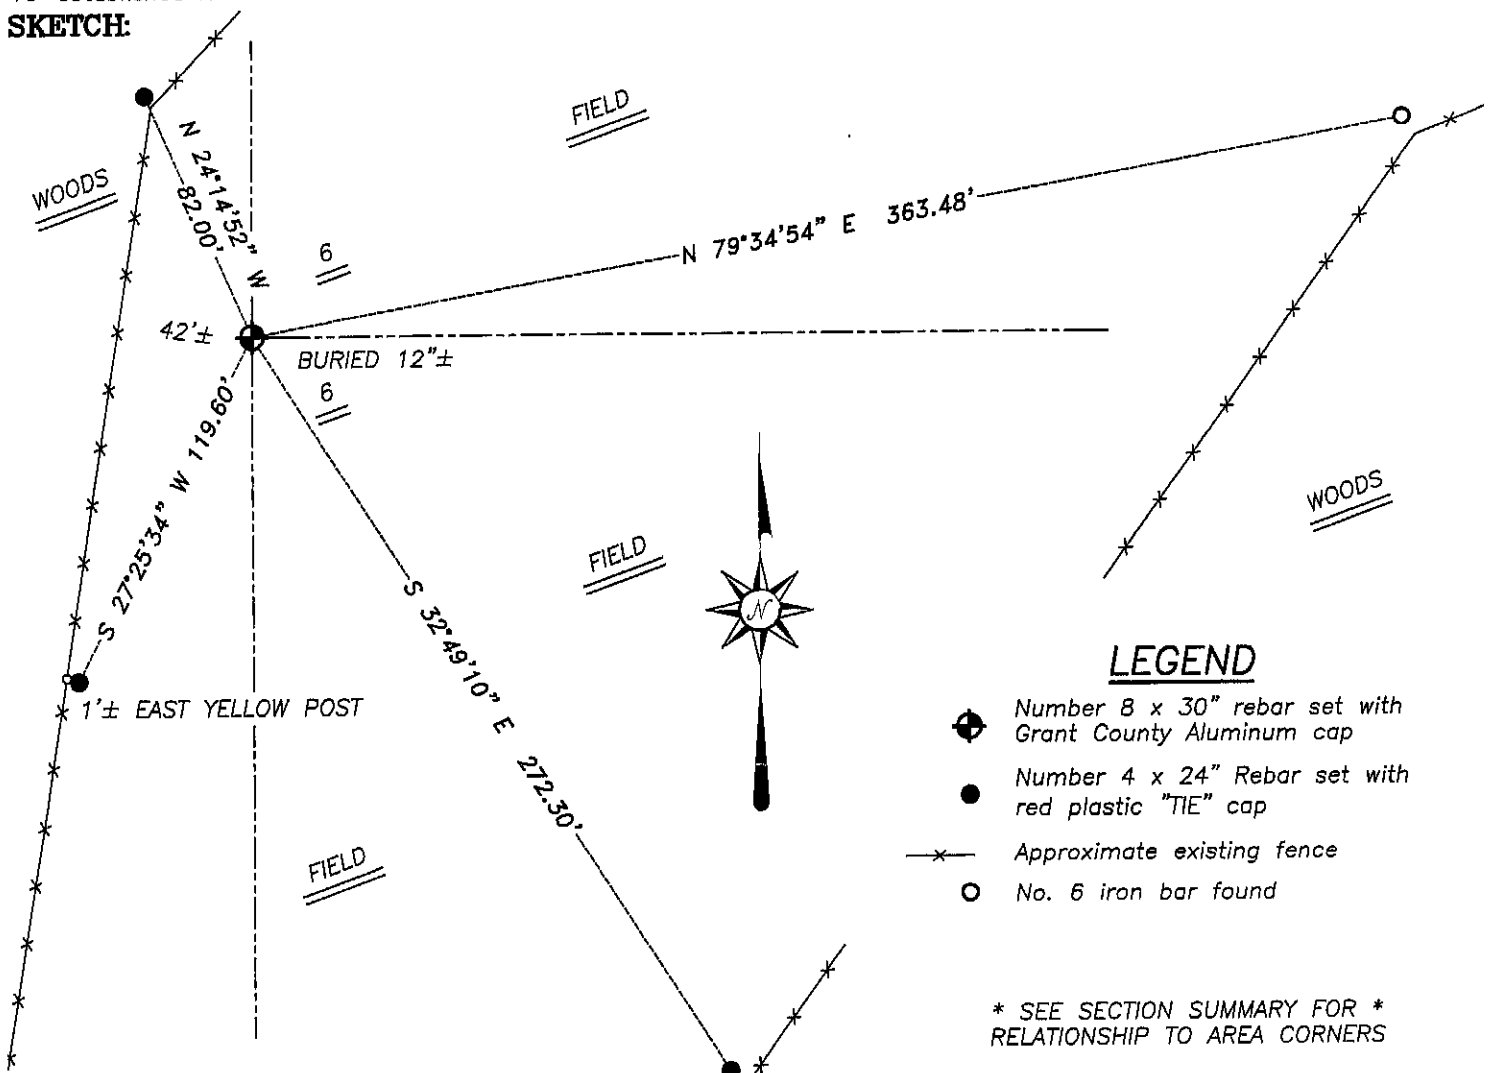 SKETCH:
FIELD
WOODS
N 24°14'52" W
82.00'
6
N 79°34'54" E 363.48'
42'±
BURIED 12"±
6
S 27°25'34" W 119.60'
WOODS
FIELD
S 32°49'10" E 272.30'
N
1'± EAST YELLOW POST
FIELD
LEGEND
Number 8 x 30" rebar set with
Grant County Aluminum cap
Number 4 x 24" Rebar set with
red plastic "TIE" cap
Approximate existing fence
No. 6 iron bar found
* SEE SECTION SUMMARY FOR *
RELATIONSHIP TO AREA CORNERS